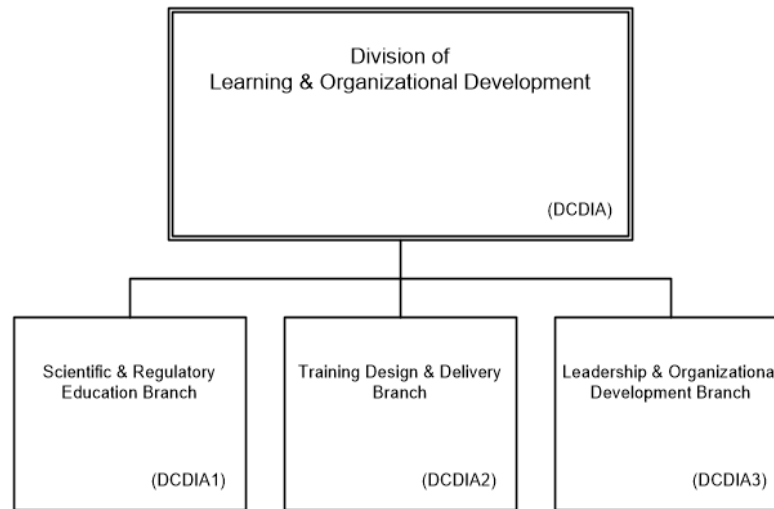 Division of
Learning & Organizational Development
(DCDIA)
Scientific & Regulatory
Education Branch
(DCDIA1)
Training Design & Delivery
Branch
(DCDIA2)
Leadership & Organizationa
Development Branch
(DCDIA3)